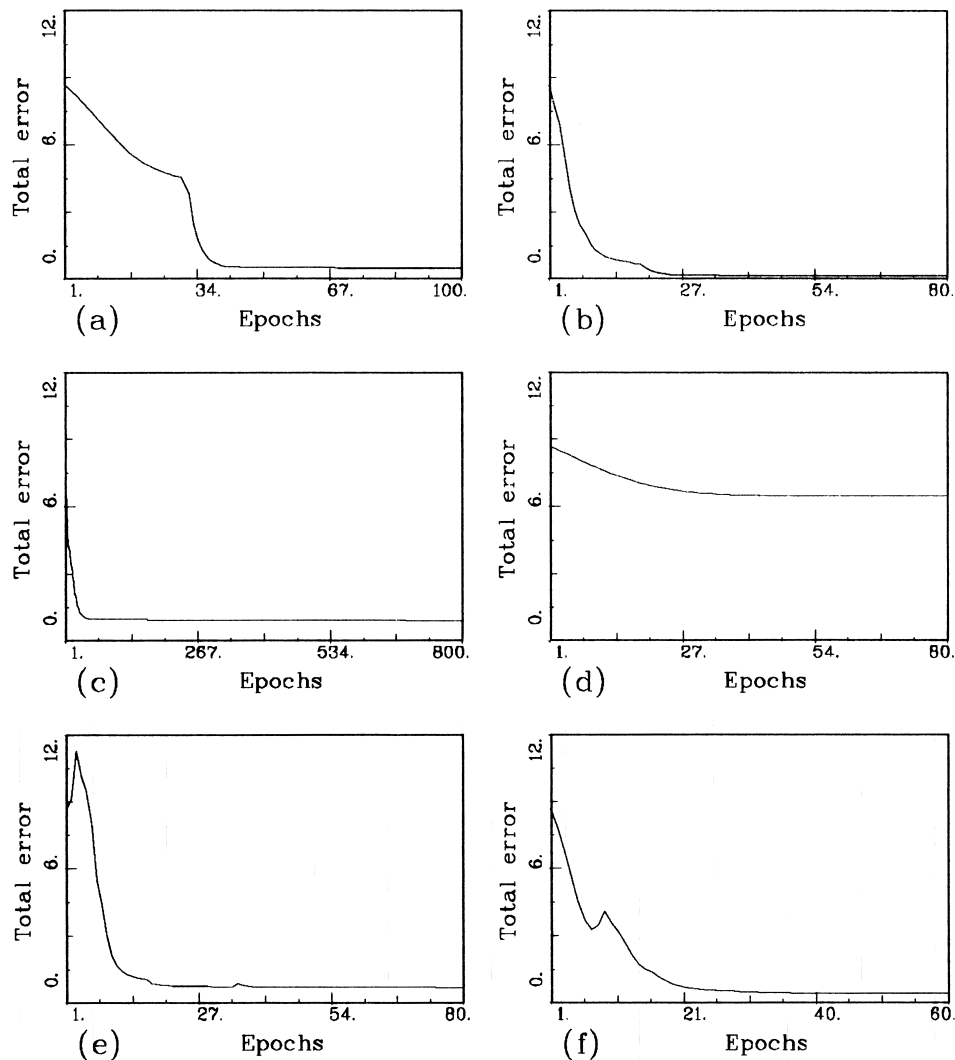 12.
6.
0.
Total error
1. 34. 67. 100.
(a) Epochs
12.
6.
0.
Total error
1. 27. 54. 80.
(b) Epochs
12.
6.
0.
Total error
1. 267. 534. 800.
(c) Epochs
12.
6.
0.
Total error
1. 27. 54. 80.
(d) Epochs
12.
6.
0.
Total error
1. 27. 54. 80.
(e) Epochs
12.
6.
0.
Total error
1. 21. 40. 60.
(f) Epochs